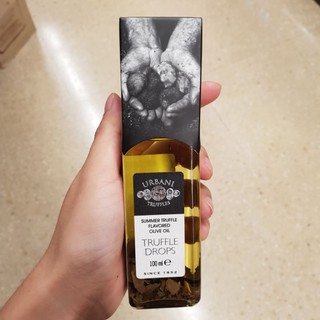 URBANI
TRUFFLES
SUMMER TRUFFLE
FLAVORED
OLIVE OIL
TRUFFLE
DROPS
100 ml ℮
SINCE 1852